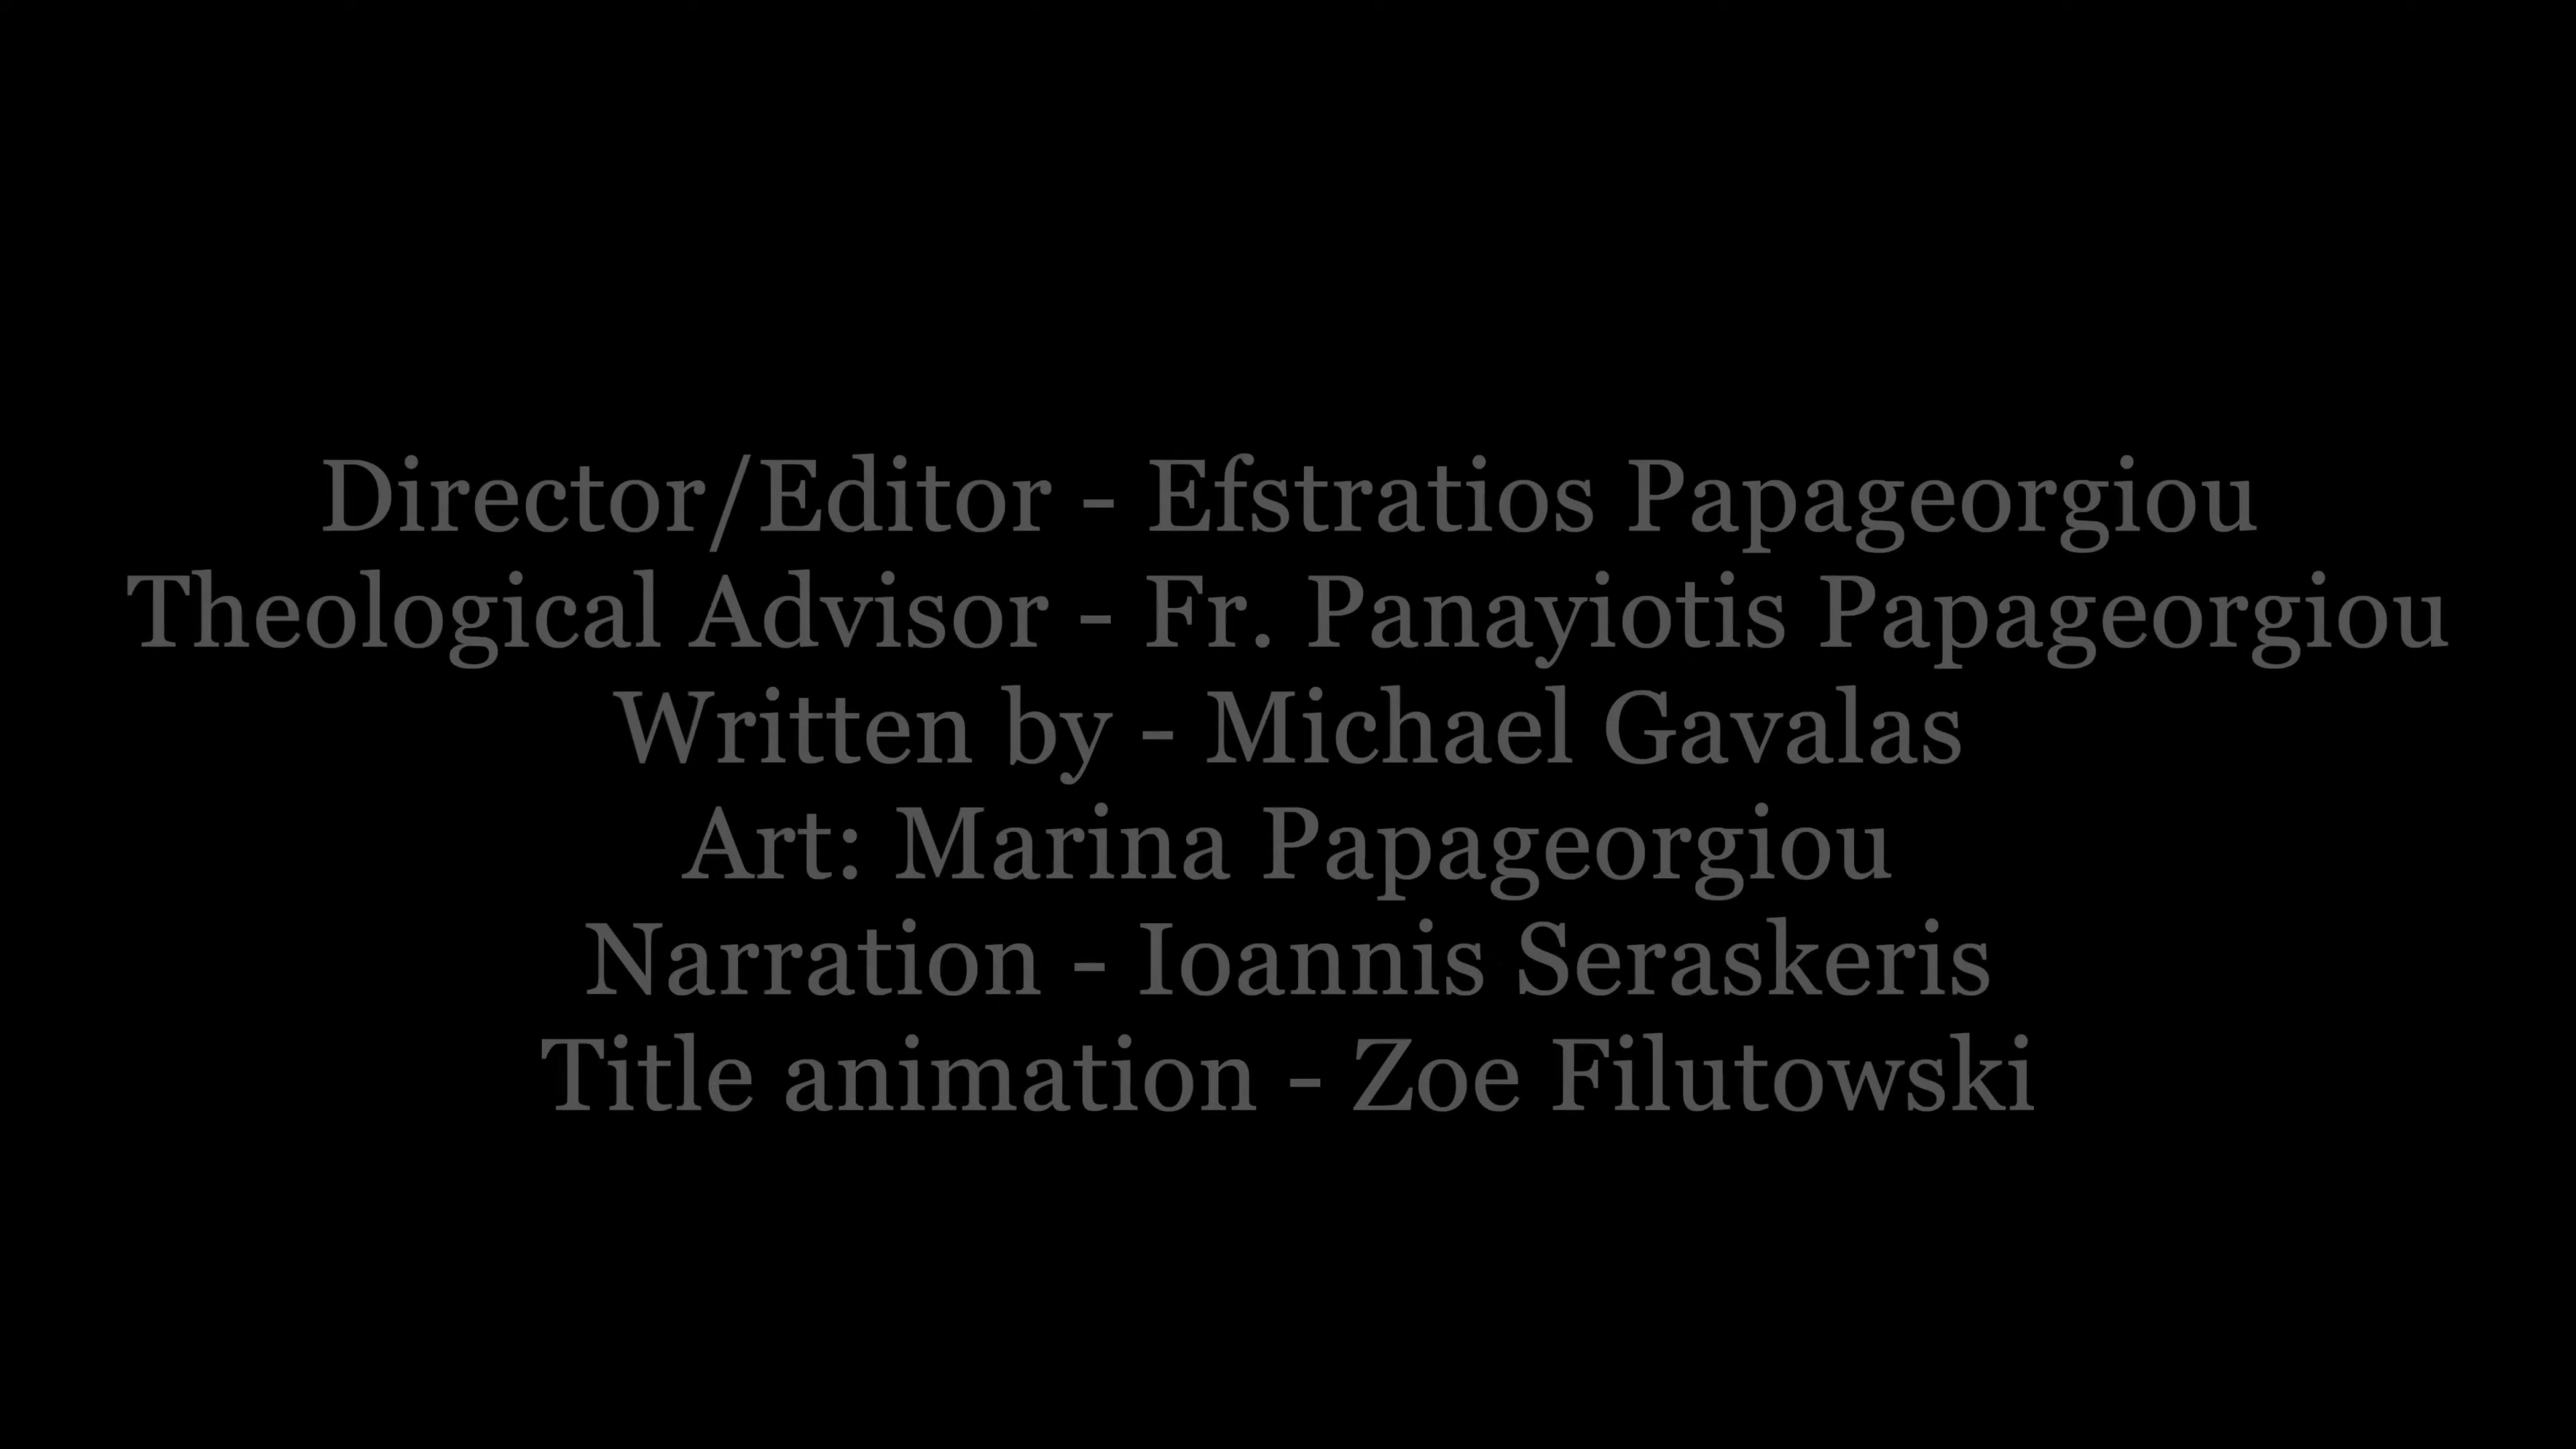 Director/Editor - Efstratios Papageorgiou
Theological Advisor - Fr. Panayiotis Papageorgiou
Written by - Michael Gavalas
Art: Marina Papageorgiou
Narration - Ioannis Seraskeris
Title animation - Zoe Filutowski